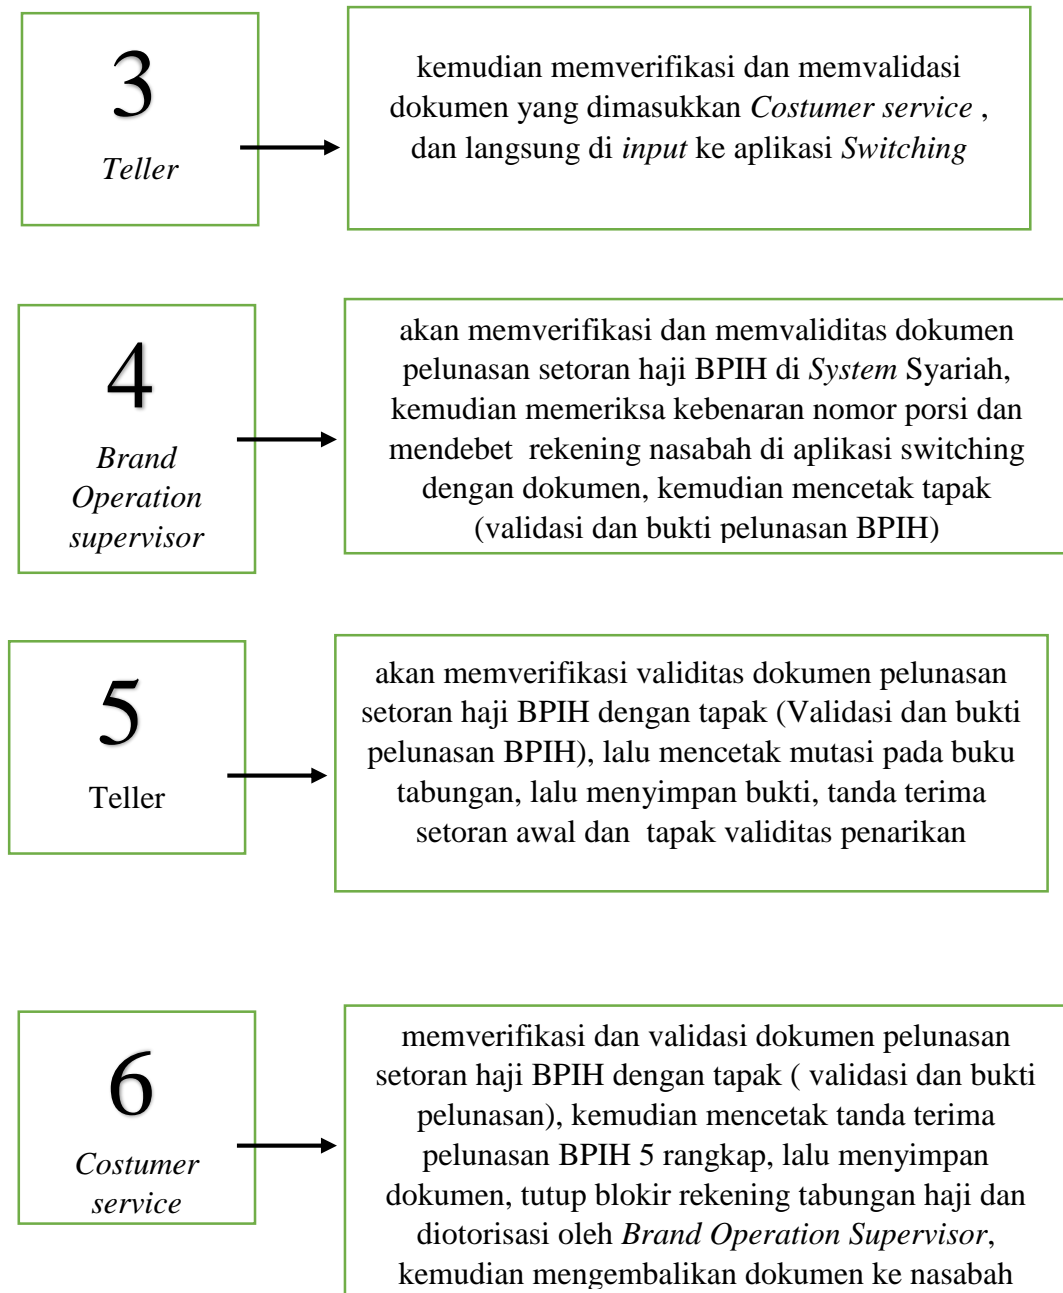 3
Teller
kemudian memverifikasi dan memvalidasi
dokumen yang dimasukkan Costumer service ,
dan langsung di input ke aplikasi Switching
4
Brand
Operation
supervisor
akan memverifikasi dan memvaliditas dokumen
pelunasan setoran haji BPIH di System Syariah,
kemudian memeriksa kebenaran nomor porsi dan
mendebet  rekening nasabah di aplikasi switching
dengan dokumen, kemudian mencetak tapak
(validasi dan bukti pelunasan BPIH)
5
Teller
akan memverifikasi validitas dokumen pelunasan
setoran haji BPIH dengan tapak (Validasi dan bukti
pelunasan BPIH), lalu mencetak mutasi pada buku
tabungan, lalu menyimpan bukti, tanda terima
setoran awal dan  tapak validitas penarikan
6
Costumer
service
memverifikasi dan validasi dokumen pelunasan
setoran haji BPIH dengan tapak ( validasi dan bukti
pelunasan), kemudian mencetak tanda terima
pelunasan BPIH 5 rangkap, lalu menyimpan
dokumen, tutup blokir rekening tabungan haji dan
diotorisasi oleh Brand Operation Supervisor,
kemudian mengembalikan dokumen ke nasabah